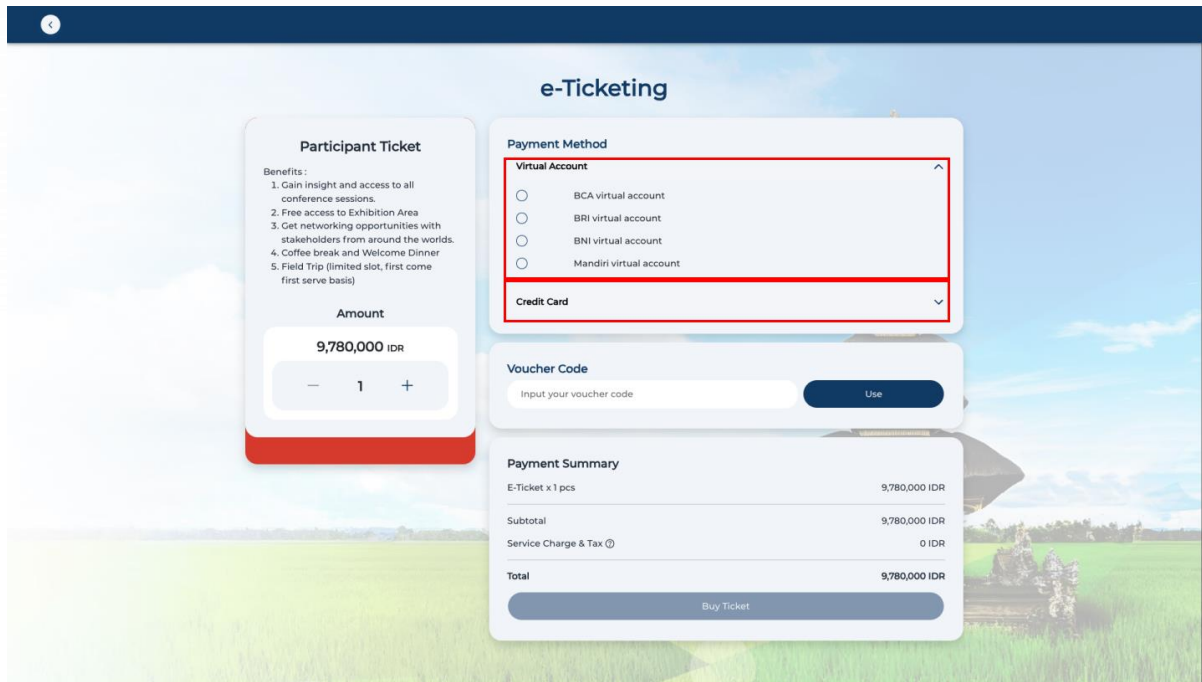 e-Ticketing
Participant Ticket
Benefits :
1. Gain insight and access to all
conference sessions.
2. Free access to Exhibition Area
3. Get networking opportunities with
stakeholders from around the worlds.
4. Coffee break and Welcome Dinner
5. Field Trip (limited slot, first come
first serve basis)
Amount
9,780,000 IDR
1
Payment Method
Virtual Account
BCA virtual account
BRI virtual account
BNI virtual account
Mandiri virtual account
Credit Card
Voucher Code
Input your voucher code
Use
Payment Summary
E-Ticket x 1 pcs 9,780,000 IDR
Subtotal 9,780,000 IDR
Service Charge & Tax 0 IDR
Total 9,780,000 IDR
Buy Ticket